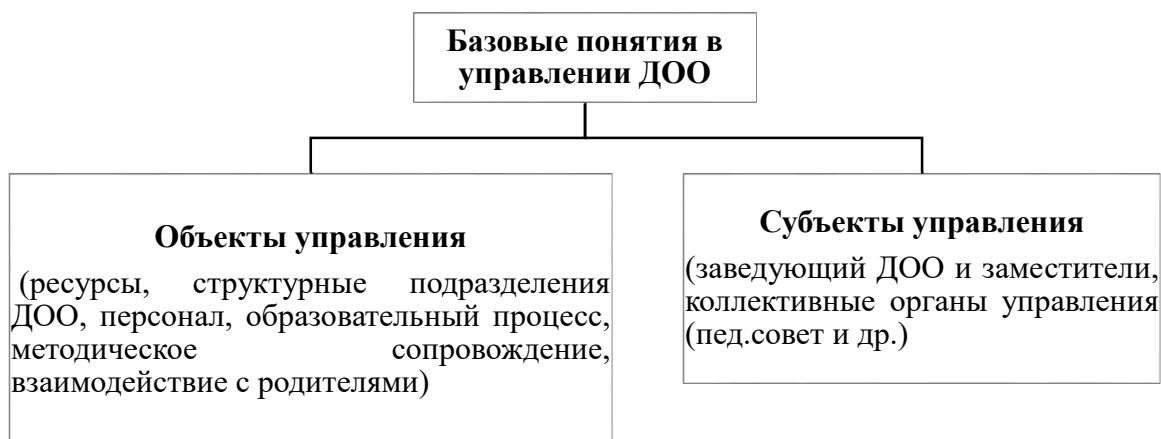 Базовые понятия в
управлении ДОО
Объекты управления
(ресурсы, структурные подразделения
ДОО, персонал, образовательный процесс,
методическое сопровождение,
взаимодействие с родителями)
Субъекты управления
(заведующий ДОО и заместители,
коллективные органы управления
(пед.совет и др.)